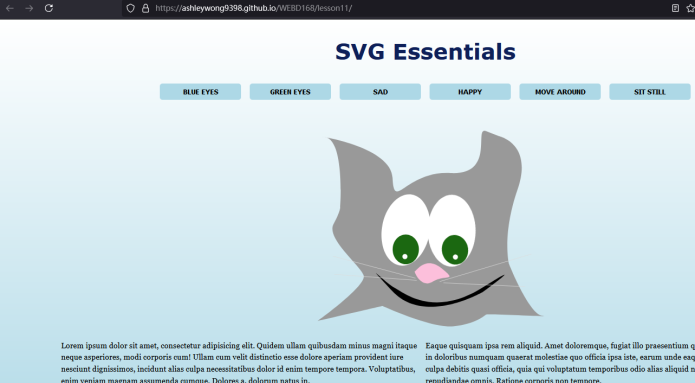 https://ashleywong9398.github.io/WEBD168/lesson11/
SVG Essentials
BLUE EYES
GREEN EYES
SAD
HAPPY
MOVE AROUND
SIT STILL
Lorem ipsum dolor sit amet, consectetur adipisicing elit. Quidem ullam quibusdam minus magni itaque
neque asperiores, modi corporis cum! Ullam cum velit distinctio esse dolore aperiam provident iure
nesciunt dignissimos, incidunt alias culpa necessitatibus dolor id enim tempore tempora. Voluptatibus,
enim veniam magnam assumenda cumque. Dolores a, dolorum natus in.
Eaque quisquam ipsa rem aliquid. Amet doloremque, fugiat illo praesentium
in doloribus numquam quaerat molestiae quo officia ipsa iste, earum unde
culpa debitis quasi officia, quia qui voluptatum temporibus odio alias aliquid
repudiandae omnis. Ratione corporis non tempore.